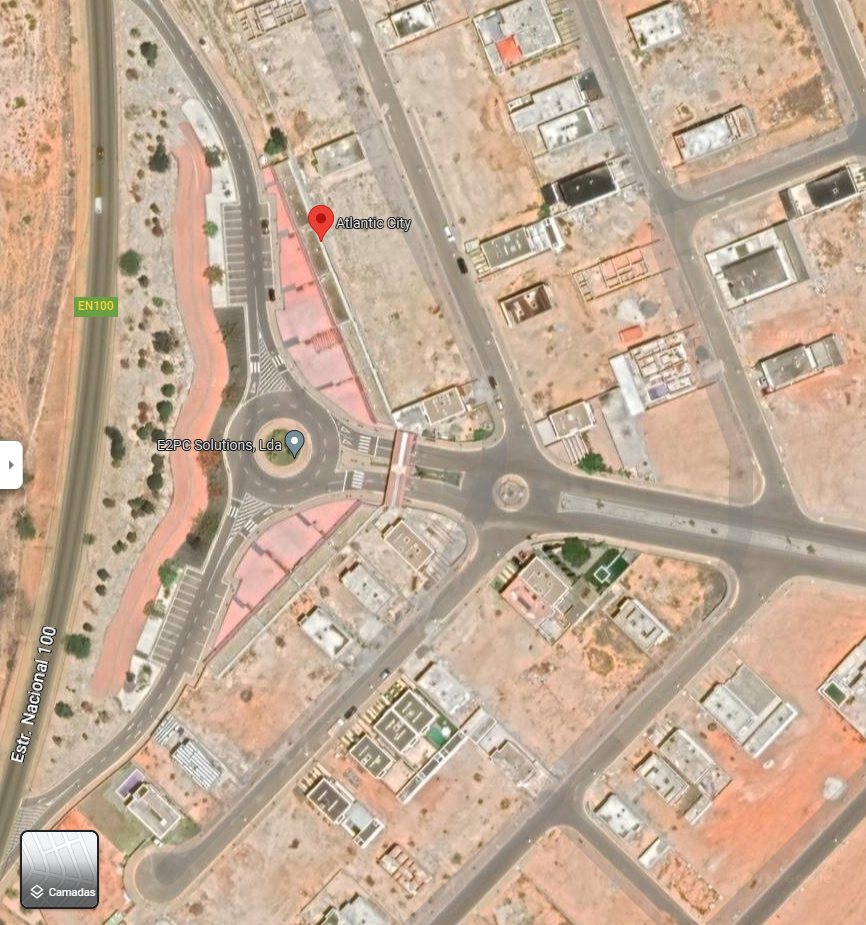 Atlantic City
EN100
E2PC Solutions, Lda
Estr. Nacional 100
Camadas